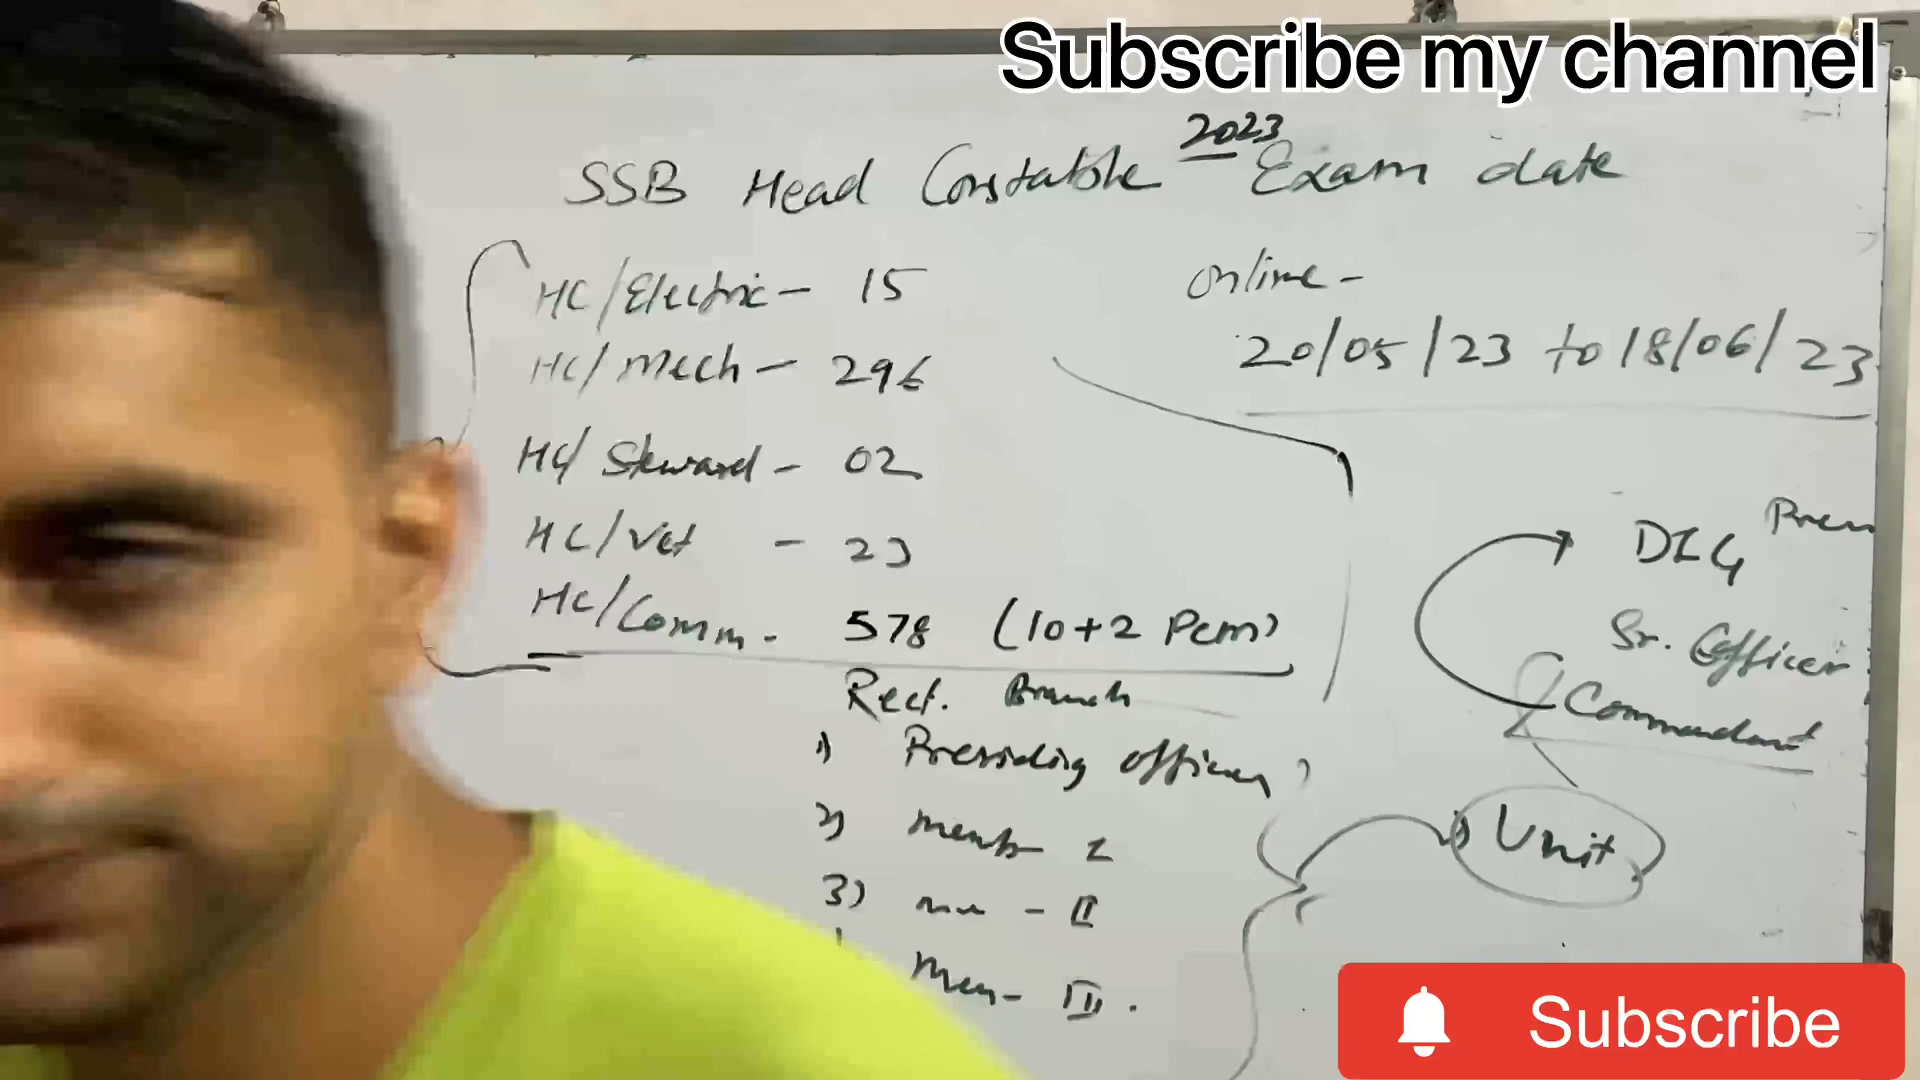 Subscribe my channel
SSB Head Constable 2023 Exam date
HC/Electric - 15
HC/Mech - 296
HC/ Steward - 02
HC/Vet - 23
HC/Comm. 578 (10+2 Pcm)
Online -
20/05/23 to 18/06/23
Rect. Branch
1) Presiding officer
2) Memb I
3) - II
Mem - III.
DIG
Sr. Officer
Commandant
Unit
Subscribe